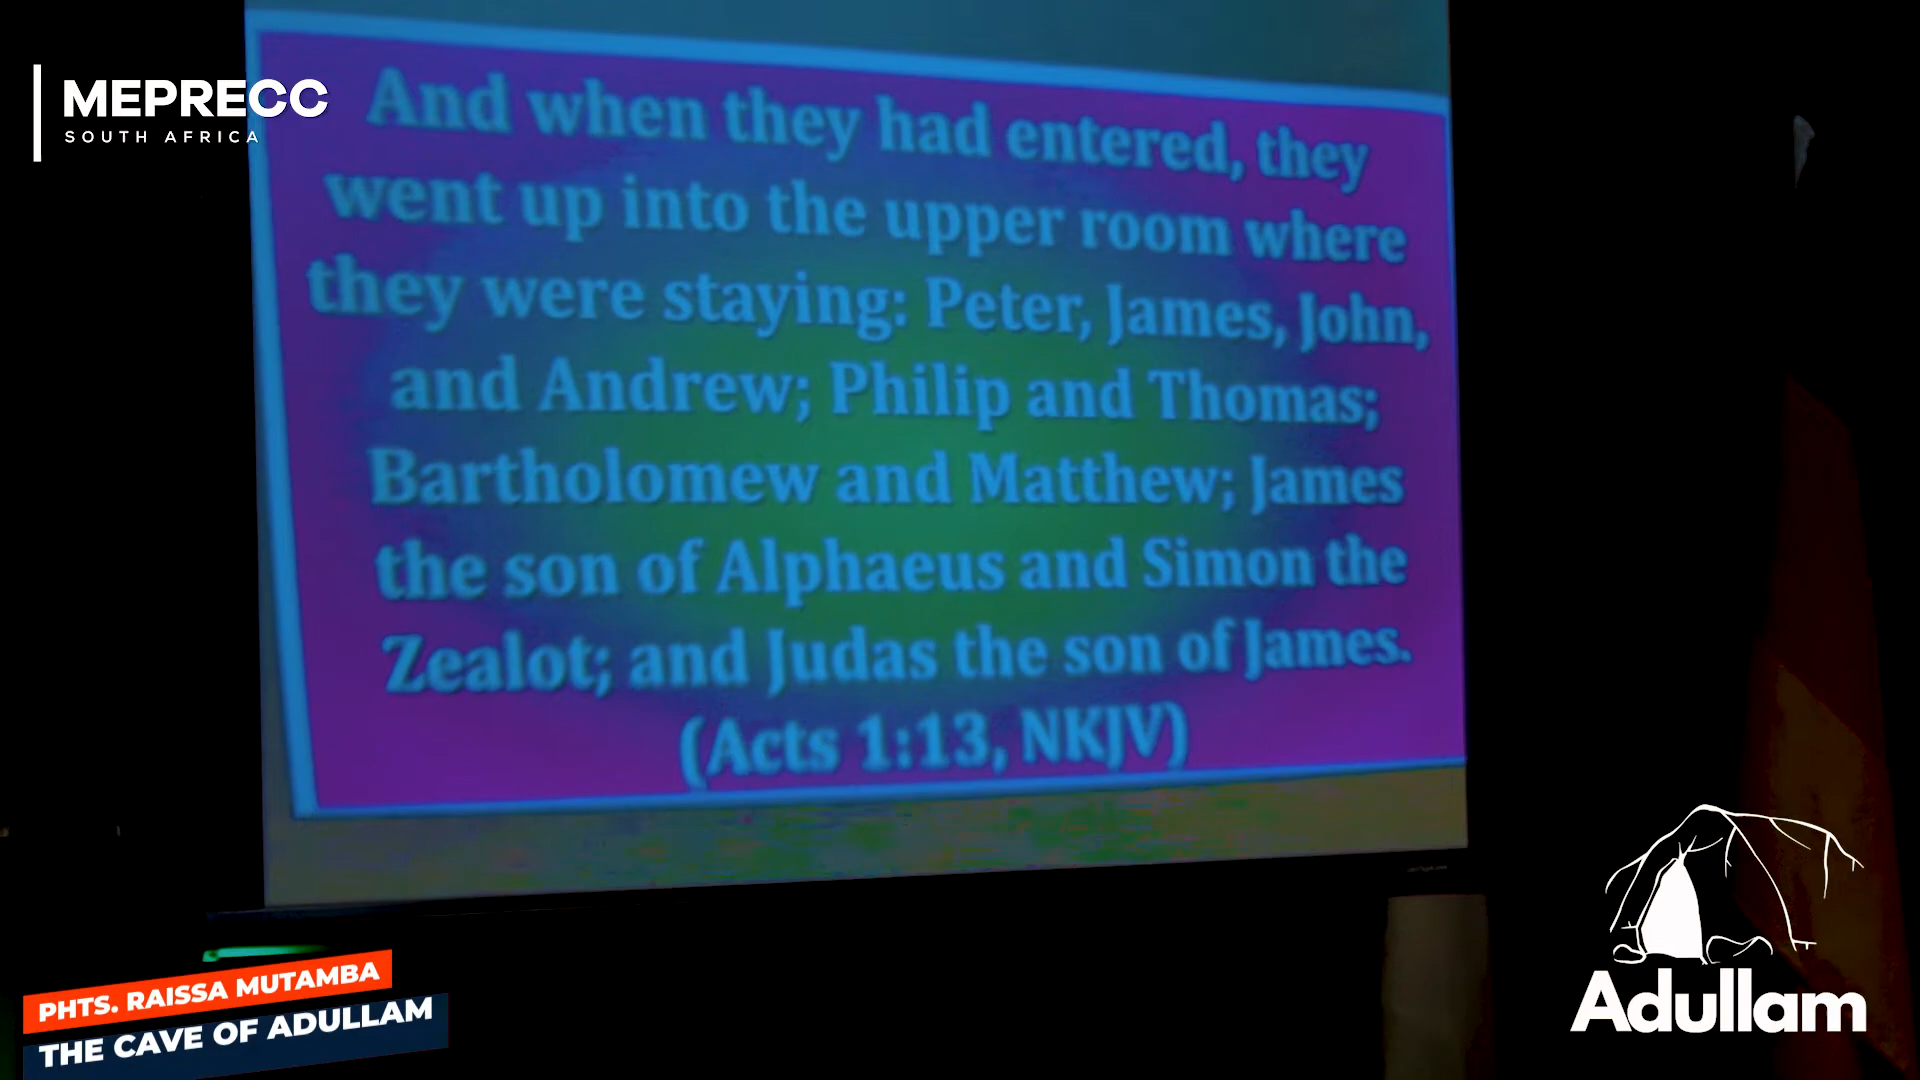 MEPRECC
SOUTH AFRICA
And when they had entered, they
went up into the upper room where
they were staying: Peter, James, John,
and Andrew; Philip and Thomas;
Bartholomew and Matthew; James
the son of Alphaeus and Simon the
Zealot; and Judas the son of James.
(Acts 1:13, NKJV)
PHTS. RAISSA MUTAMBA
THE CAVE OF ADULLAM
Adullam